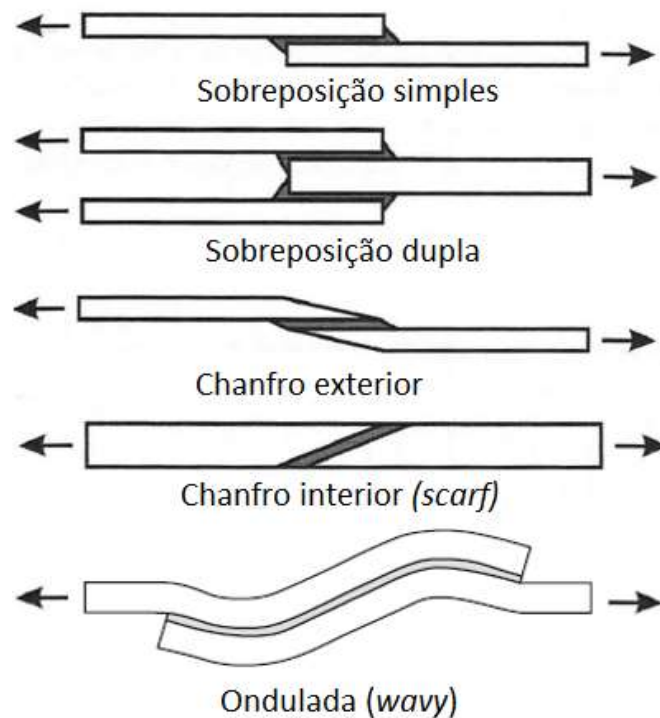 Sobreposição simples
Sobreposição dupla
Chanfro exterior
Chanfro interior (scarf)
Ondulada (wavy)